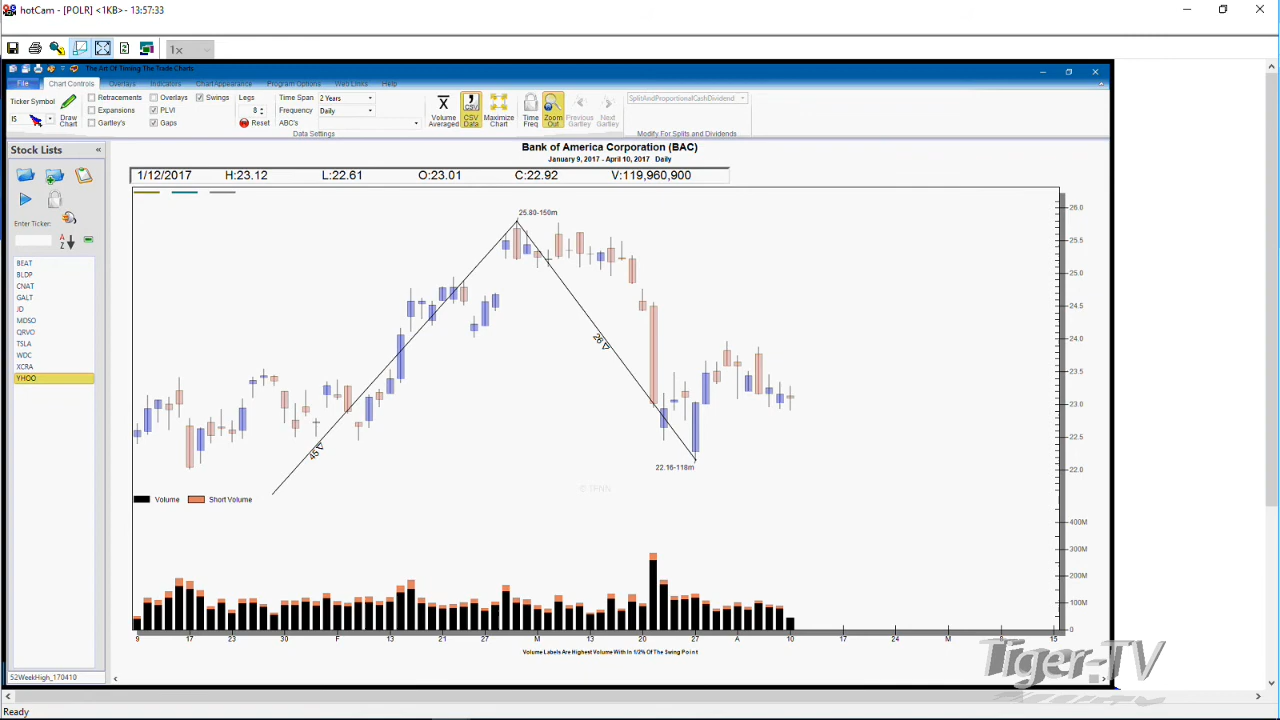 hotCam - [POLR] <1KB> - 13:57:33
1x
The Art Of Timing The Trade Charts
File Chart Controls Overlays Indicators Chart Appearance Program Options Web Links Help
Ticker Symbol
IS
Draw Chart
Retracements
Expansions
Gartley's
Overlays
PLVI
Gaps
Swings
Legs
8
Reset
Time Span 2 Years
Frequency Daily
ABC's
Data Settings
Volume Averaged
CSV Data
Maximize Chart
Time Freq
Zoom Out
Previous Gartley
Next Gartley
SplitAndProportionalCashDividend
Modify For Splits and Dividends
Stock Lists
Enter Ticker:
BEAT
BLDP
CNAT
GALT
JD
MDSO
QRVO
TSLA
WDC
XCRA
YHOO
52WeekHigh_170410
Bank of America Corporation (BAC)
January 9, 2017 - April 10, 2017 Daily
1/12/2017 H:23.12 L:22.61 O:23.01 C:22.92 V:119,960,900
25.80-150m
45
26
22.16-118m
© TFNN
26.0
25.5
25.0
24.5
24.0
23.5
23.0
22.5
22.0
Volume Short Volume
400M
300M
200M
100M
0
9 17 23 30 F 13 21 27 M 13 20 27 A 10 17 24 M 8 15
Volume Labels Are Highest Volume With In 1/2% Of The Swing Point
Tiger-TV
Ready